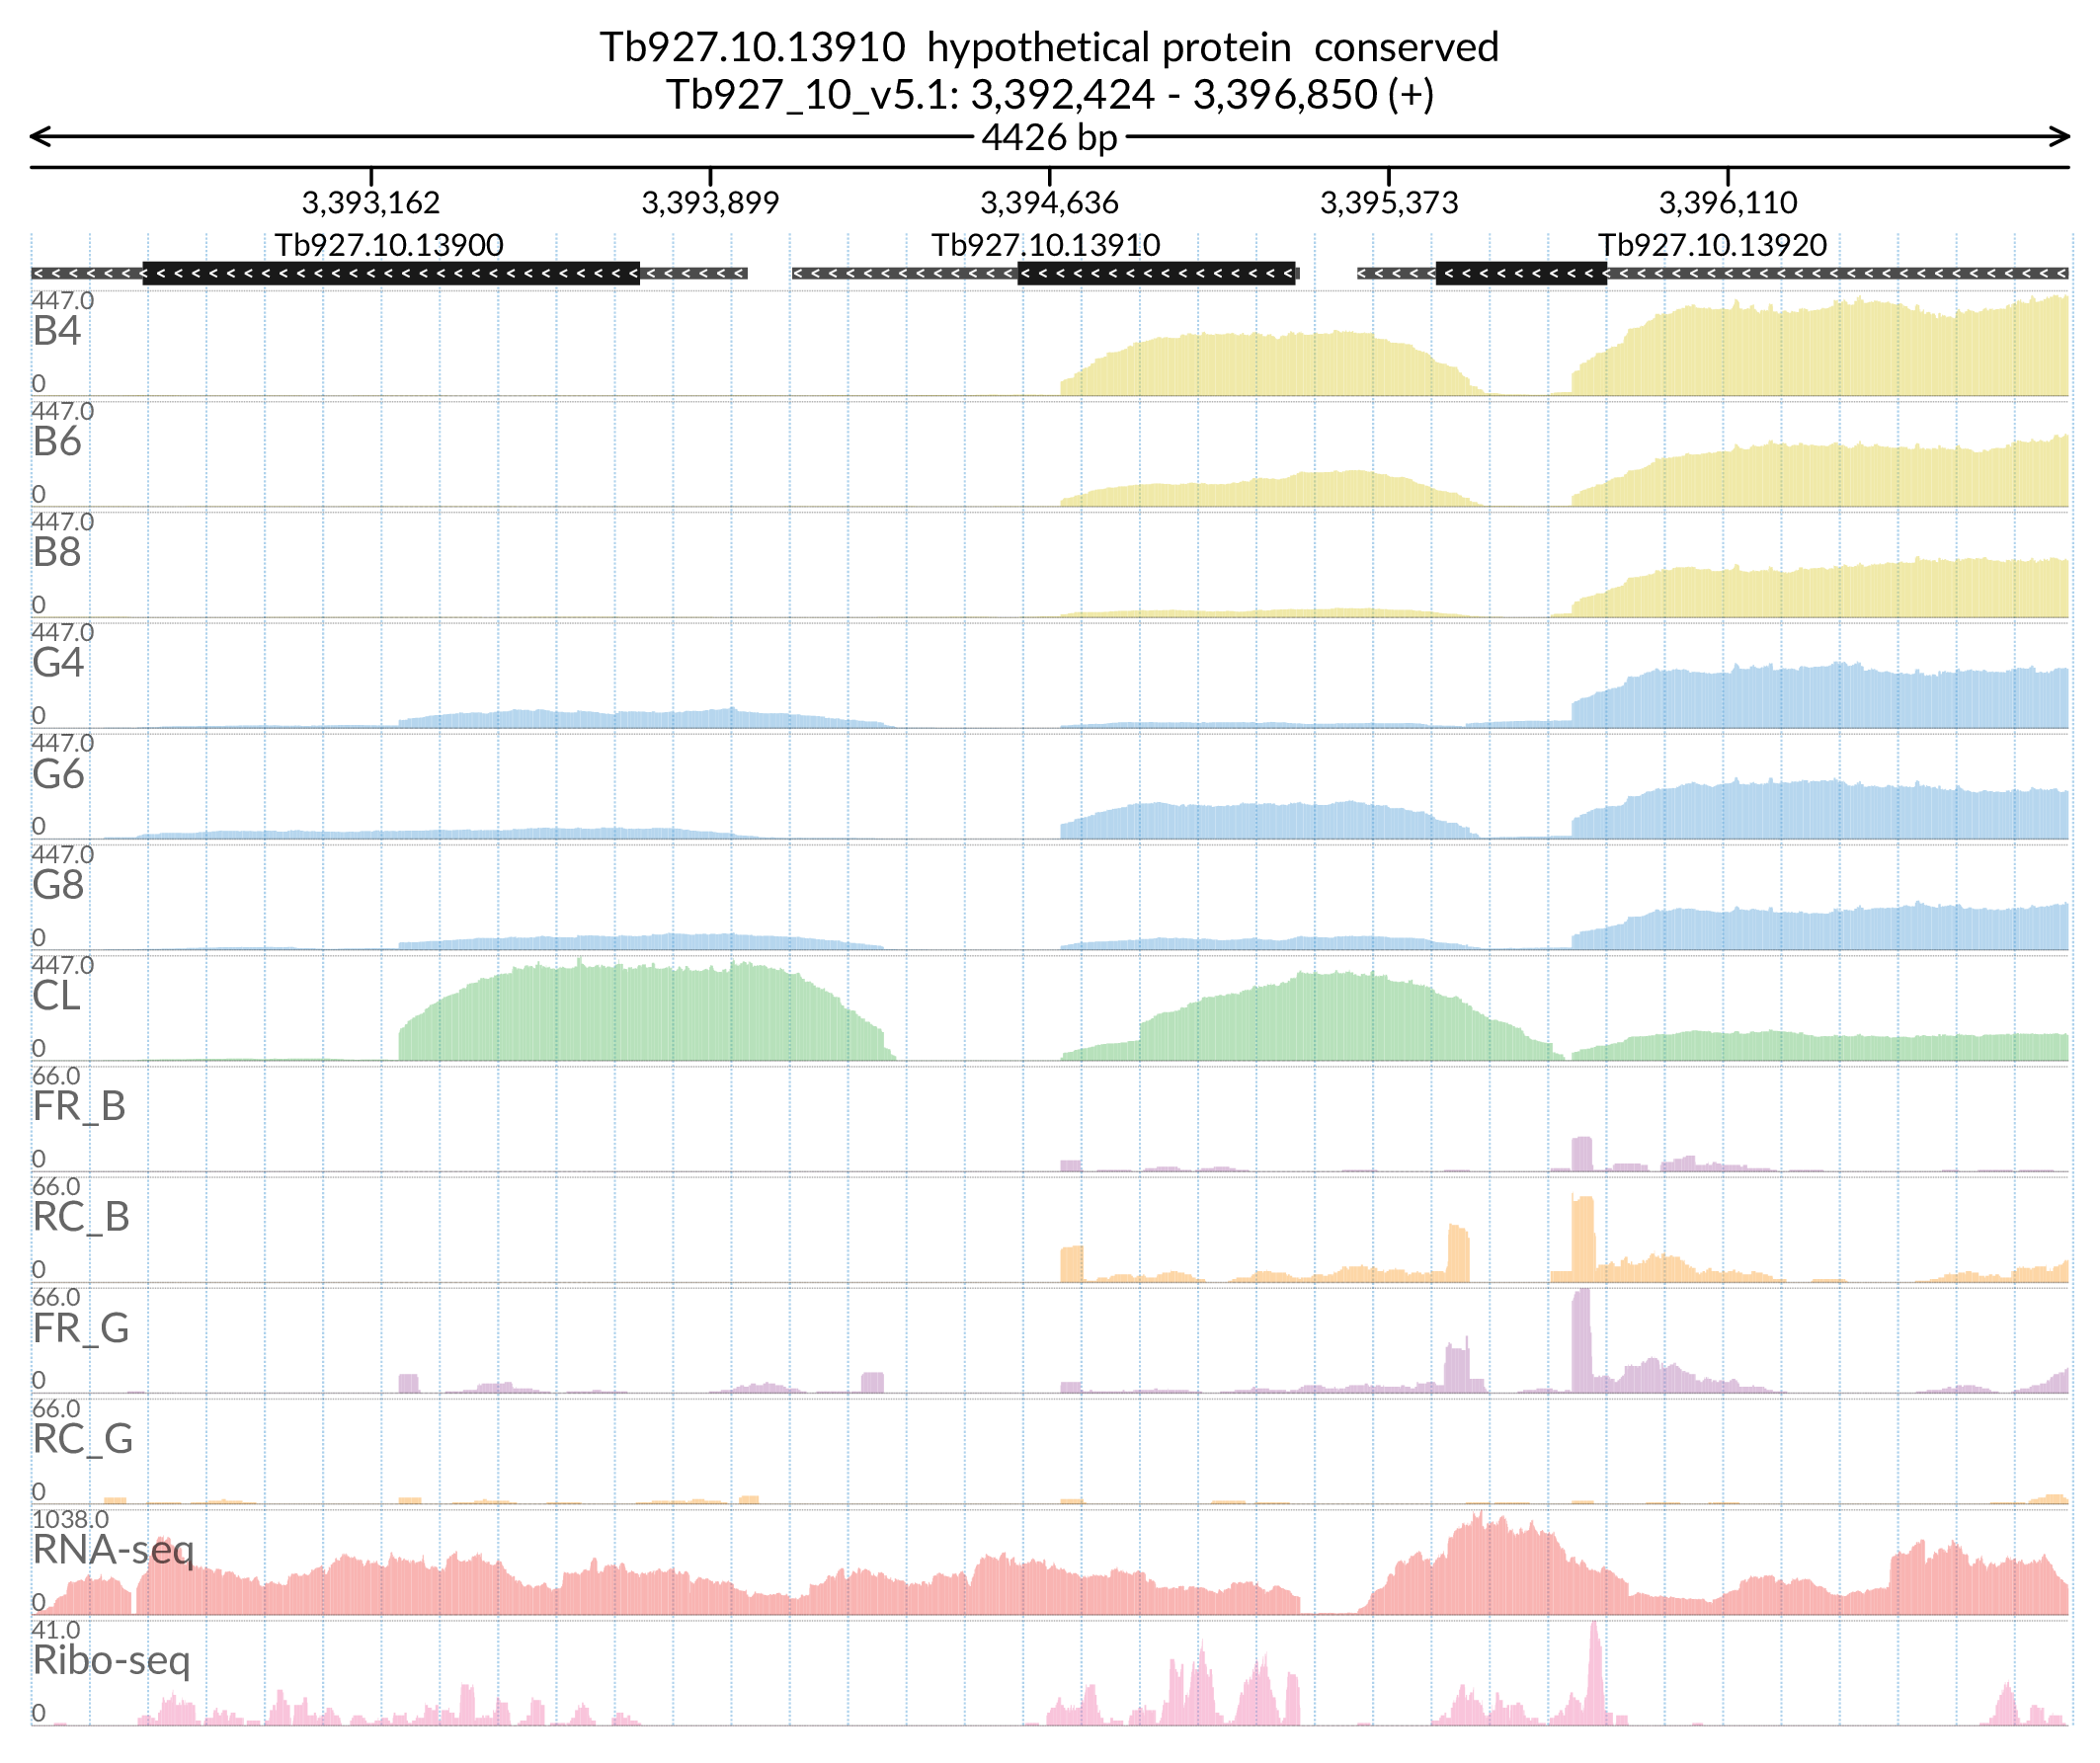 Tb927.10.13910 hypothetical protein conserved
Tb927_10_v5.1: 3,392,424 - 3,396,850 (+)
4426 bp
3,393,162 3,393,899 3,394,636 3,395,373 3,396,110
Tb927.10.13900 Tb927.10.13910 Tb927.10.13920
447.0
B4
0
447.0
B6
0
447.0
B8
0
447.0
G4
0
447.0
G6
0
447.0
G8
0
447.0
CL
0
66.0
FR_B
0
66.0
RC_B
0
66.0
FR_G
0
66.0
RC_G
0
1038.0
RNA-seq
0
41.0
Ribo-seq
0